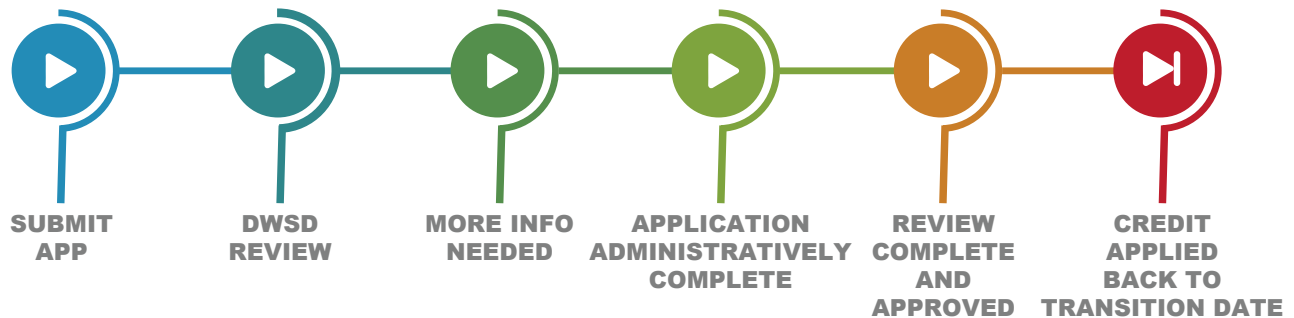 SUBMIT
APP
DWSD
REVIEW
MORE INFO
NEEDED
APPLICATION
ADMINISTRATIVELY
COMPLETE
REVIEW
COMPLETE
AND
APPROVED
CREDIT
APPLIED
BACK TO
TRANSITION DATE